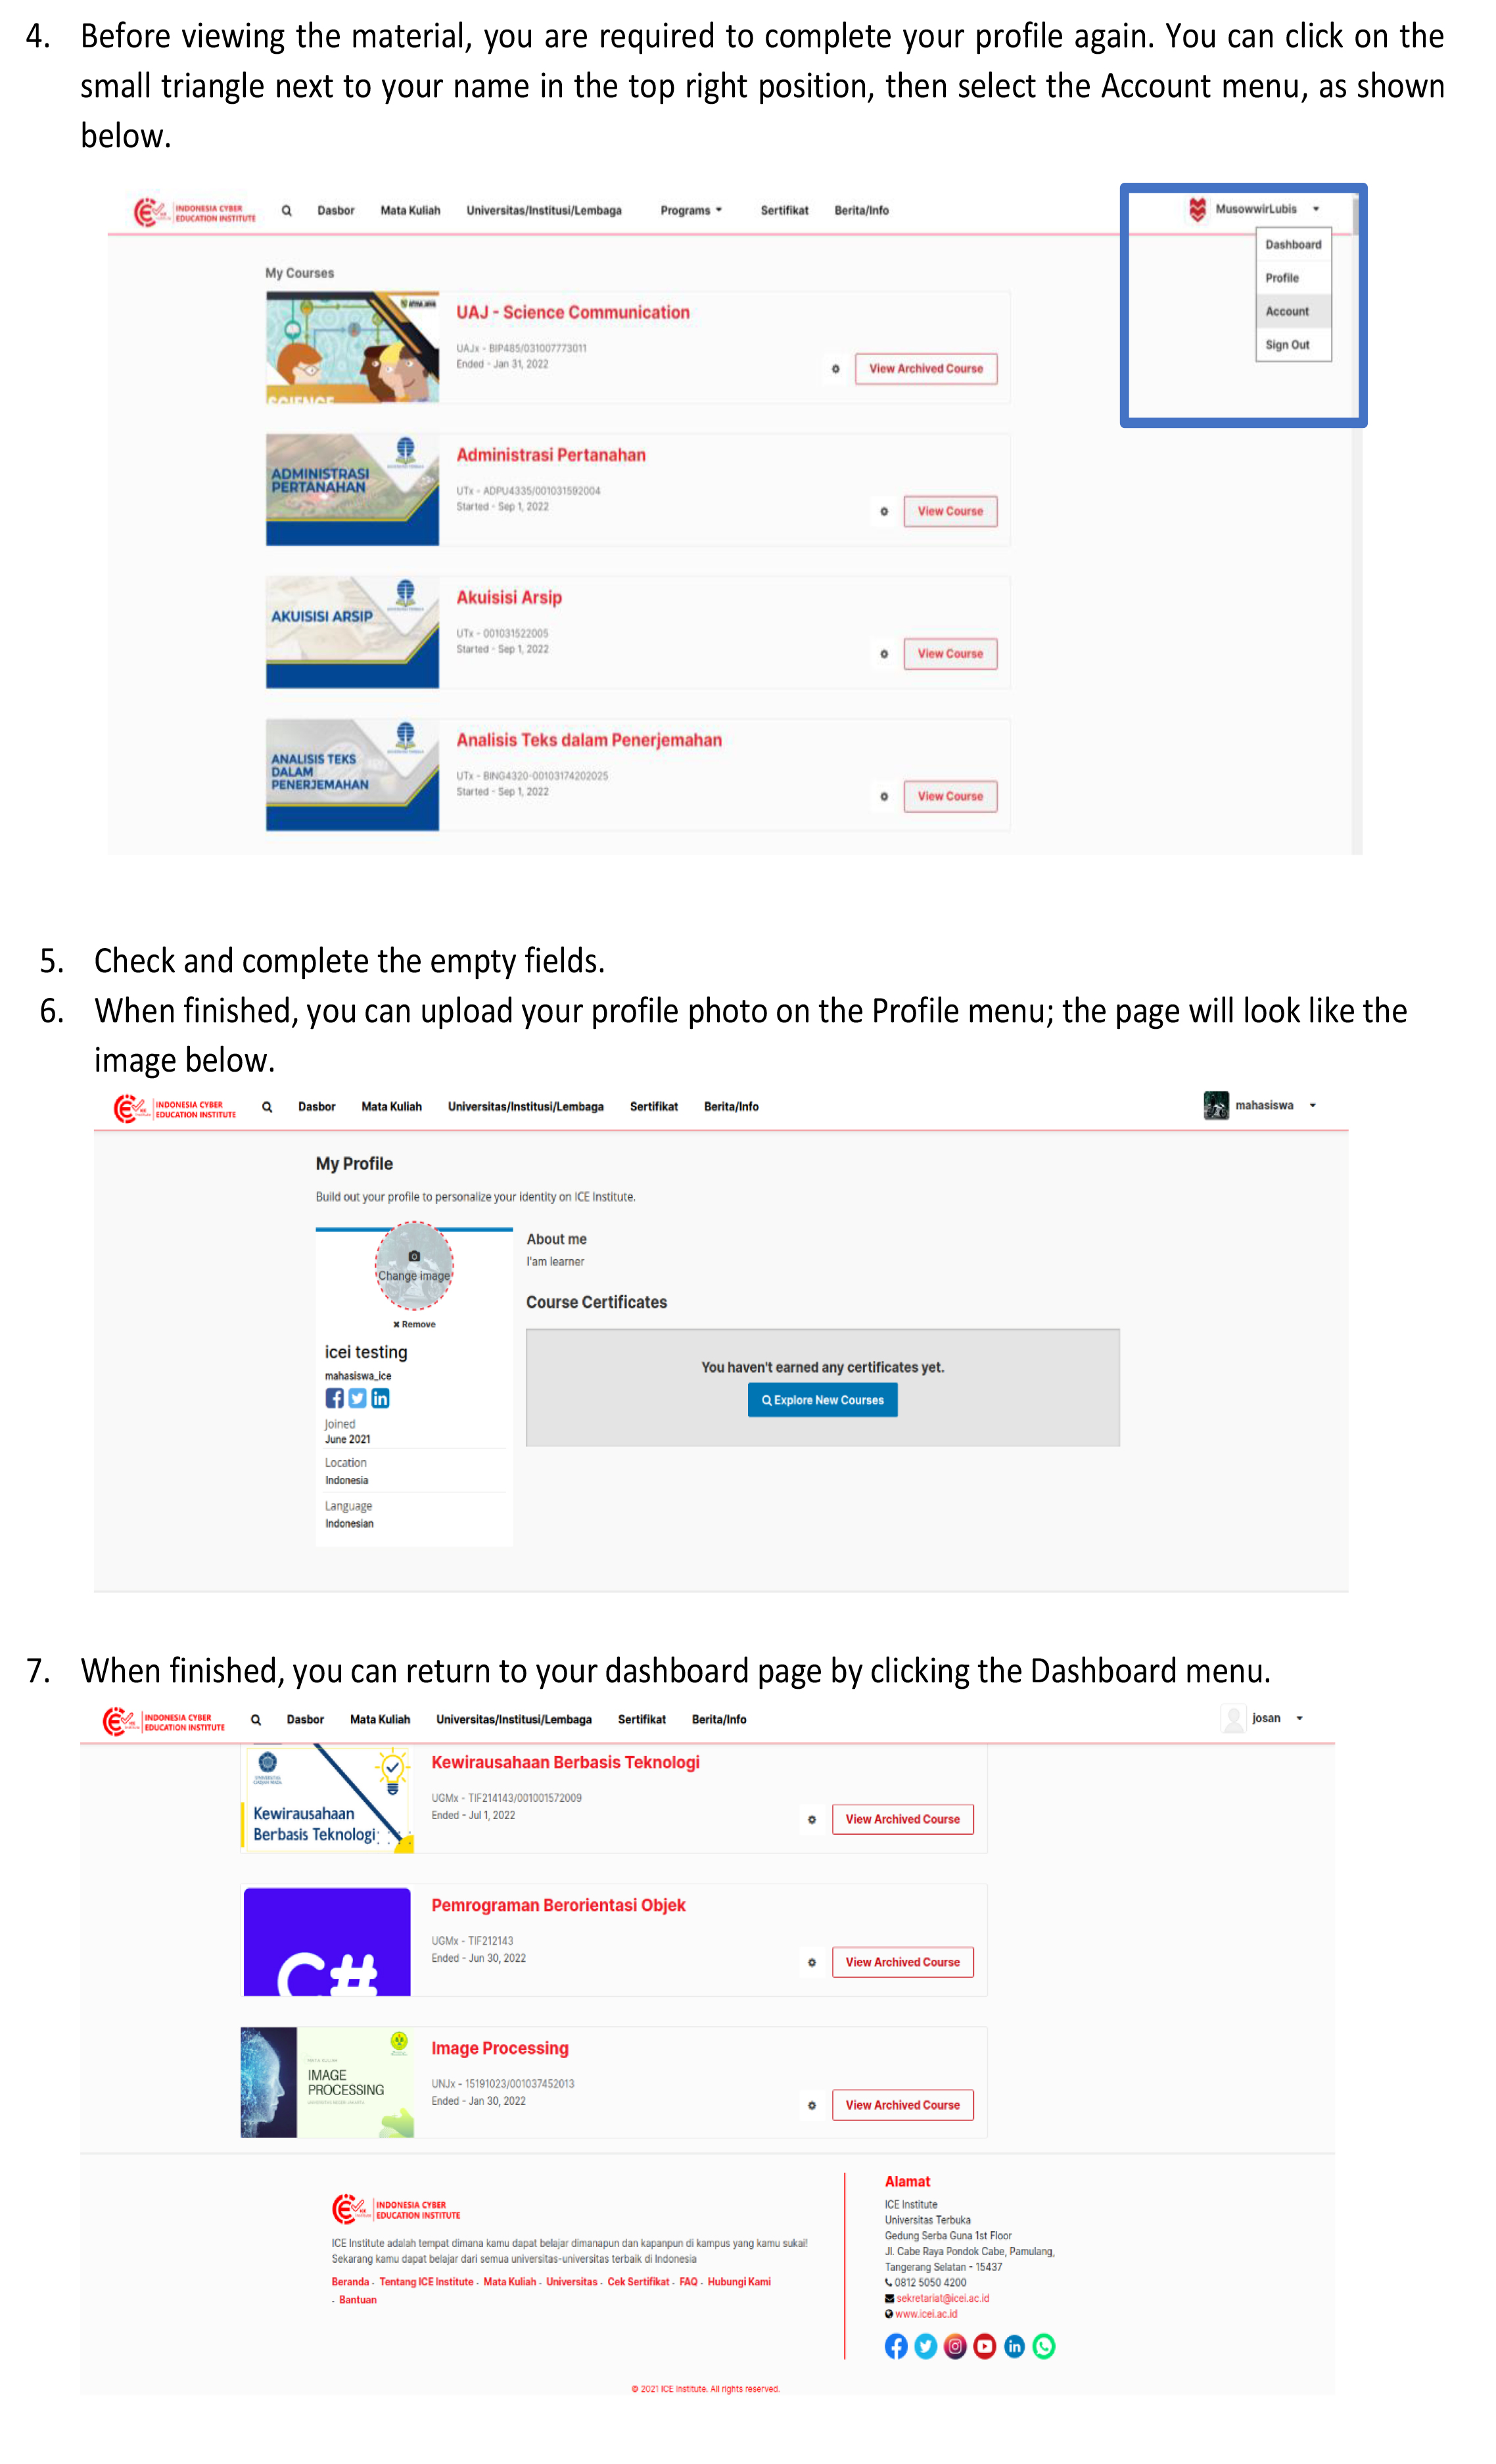 4. Before viewing the material, you are required to complete your profile again. You can click on the
small triangle next to your name in the top right position, then select the Account menu, as shown
below.
INDONESIA CYBER
EDUCATION INSTITUTE
Dasbor Mata Kuliah Universitas/Institusi/Lembaga Programs Sertifikat Berita/Info
MusowwirLubis
Dashboard
Profile
Account
Sign Out
My Courses
SCIENCE
UAJ - Science Communication
UAJx - BIP485/031007773011
Ended - Jan 31, 2022
View Archived Course
ADMINISTRASI
PERTANAHAN
Administrasi Pertanahan
UTx - ADPU4335/001031592004
Started - Sep 1, 2022
View Course
AKUISISI ARSIP
Akuisisi Arsip
UTx - 001031522005
Started - Sep 1, 2022
View Course
ANALISIS TEKS
DALAM
PENERJEMAHAN
Analisis Teks dalam Penerjemahan
UTx - BING4320-00103174202025
Started - Sep 1, 2022
View Course
5. Check and complete the empty fields.
6. When finished, you can upload your profile photo on the Profile menu; the page will look like the
image below.
INDONESIA CYBER
EDUCATION INSTITUTE
Dasbor Mata Kuliah Universitas/Institusi/Lembaga Sertifikat Berita/Info
mahasiswa
My Profile
Build out your profile to personalize your identity on ICE Institute.
Change image
Remove
icei testing
mahasiswa_ice
Joined
June 2021
Location
Indonesia
Language
Indonesian
About me
I'am learner
Course Certificates
You haven't earned any certificates yet.
Explore New Courses
7. When finished, you can return to your dashboard page by clicking the Dashboard menu.
INDONESIA CYBER
EDUCATION INSTITUTE
Dasbor Mata Kuliah Universitas/Institusi/Lembaga Sertifikat Berita/Info
josan
Kewirausahaan
Berbasis Teknologi
Kewirausahaan Berbasis Teknologi
UGMx - TIF214143/001001572009
Ended - Jul 1, 2022
View Archived Course
C#
Pemrograman Berorientasi Objek
UGMx - TIF212143
Ended - Jun 30, 2022
View Archived Course
IMAGE
PROCESSING
Image Processing
UNJx - 15191023/001037452013
Ended - Jan 30, 2022
View Archived Course
INDONESIA CYBER
EDUCATION INSTITUTE
ICE Institute adalah tempat dimana kamu dapat belajar dimanapun dan kapanpun di kampus yang kamu sukai!
Sekarang kamu dapat belajar dari semua universitas-universitas terbaik di Indonesia
Beranda - Tentang ICE Institute - Mata Kuliah - Universitas - Cek Sertifikat - FAQ - Hubungi Kami
- Bantuan
Alamat
ICE Institute
Universitas Terbuka
Gedung Serba Guna 1st Floor
Jl. Cabe Raya Pondok Cabe, Pamulang,
Tangerang Selatan - 15437
0812 5050 4200
sekretariat@icei.ac.id
www.icei.ac.id
© 2021 ICE Institute. All rights reserved.